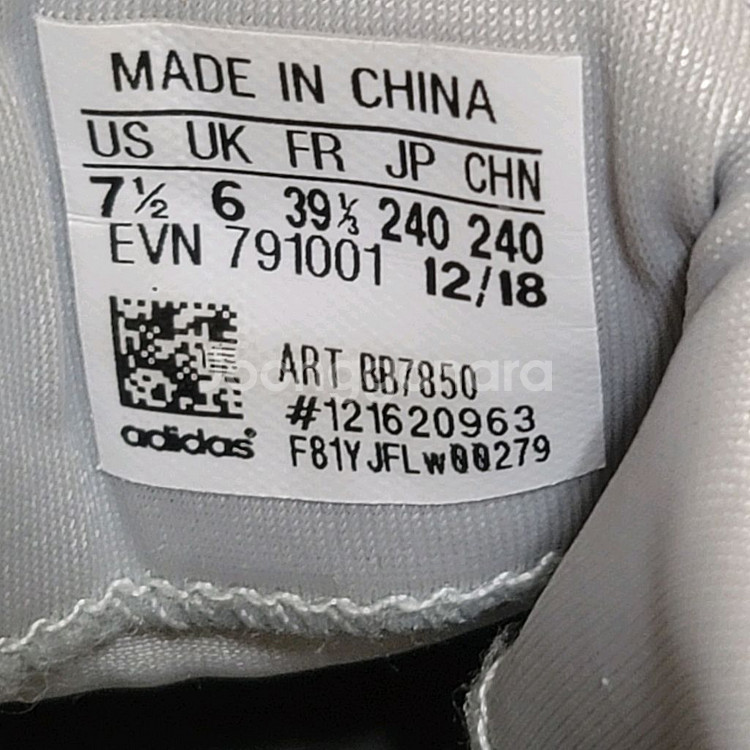 MADE IN CHINA
US UK FR JP CHN
7½ 6 39⅓ 240 240
EVN 791001 12/18
ART BB7850
#121620963
adidas®
F81YJFLW00279